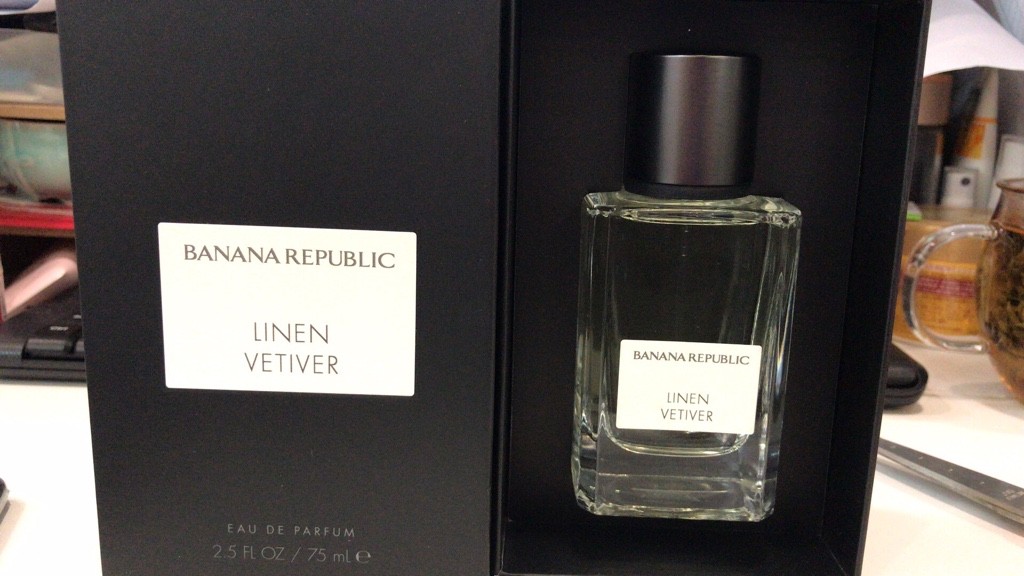 BANANA REPUBLIC
LINEN
VETIVER
EAU DE PARFUM
2.5 FL OZ / 75 mL ℮
BANANA REPUBLIC
LINEN
VETIVER